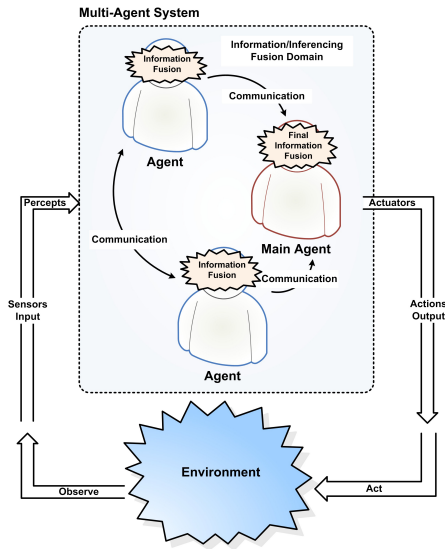 Multi-Agent System
Information/Inferencing
Fusion Domain
Information
Fusion
Communication
Agent
Final
Information
Fusion
Percepts
Actuators
Communication
Main Agent
Information
Fusion
Communication
Sensors
Input
Actions
Output
Agent
Environment
Observe
Act